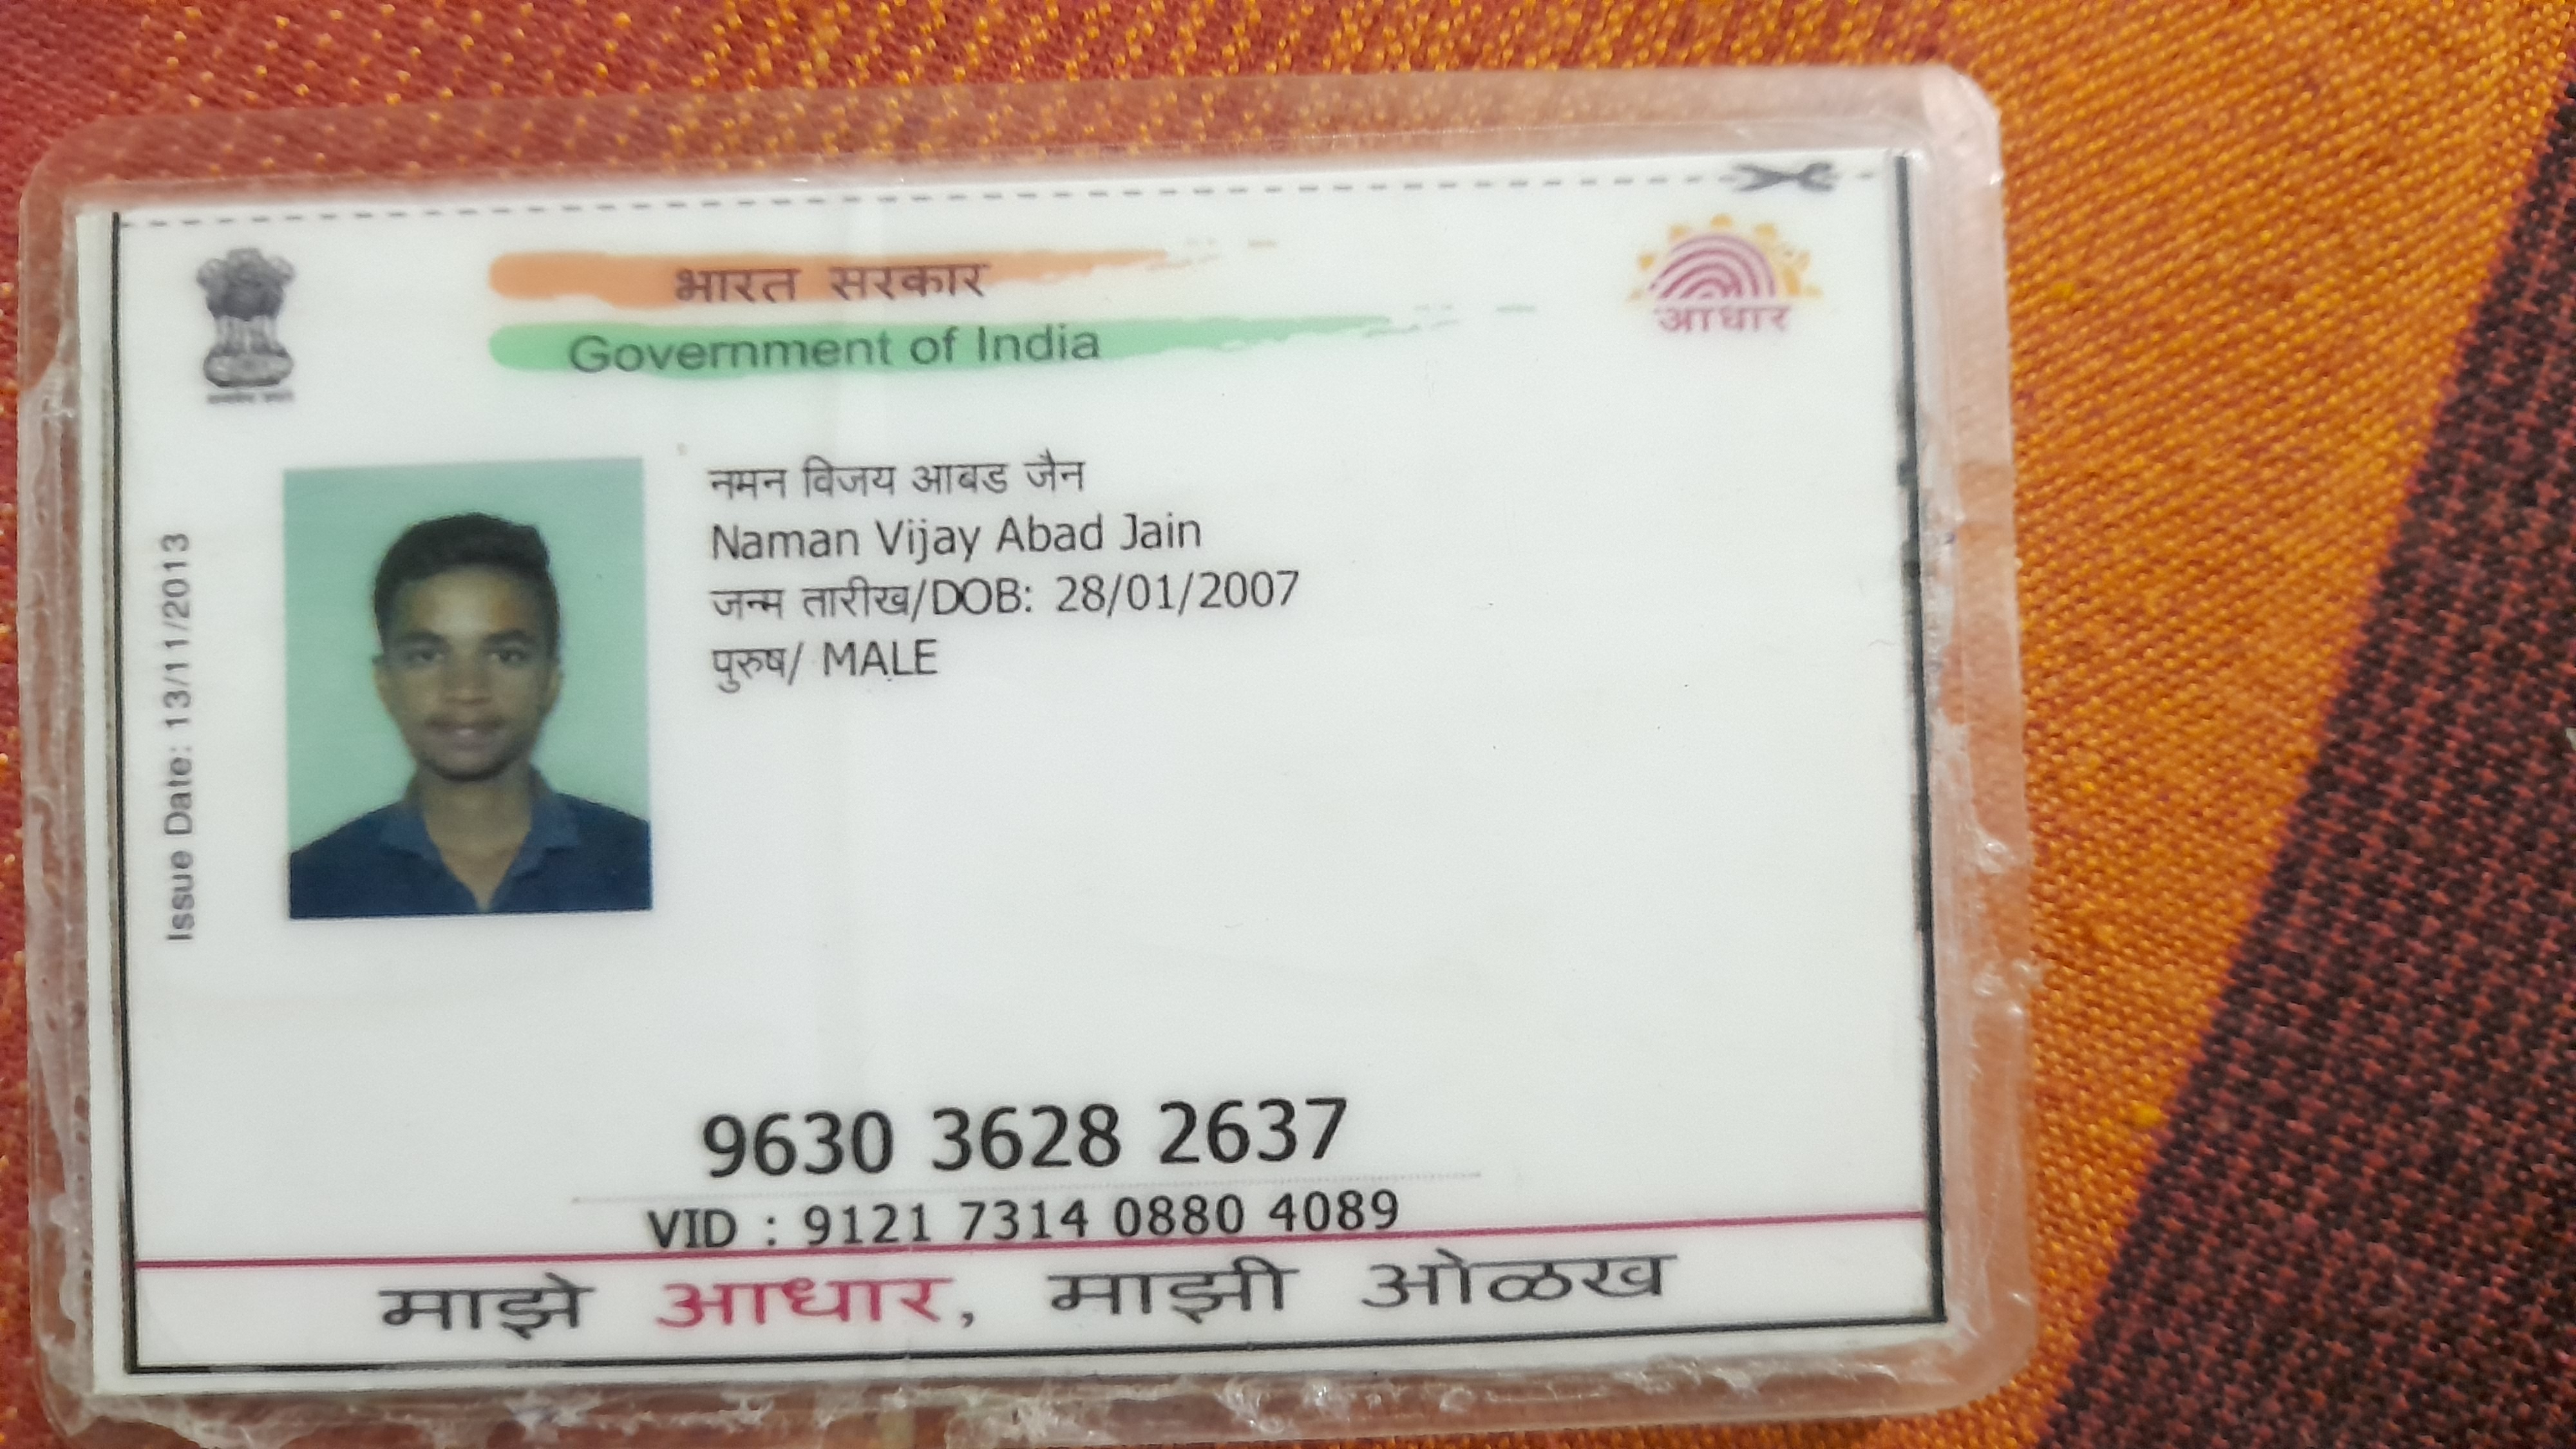 भारत सरकार
Government of India
आधार
Issue Date: 13/11/2013
नमन विजय आबड जैन
Naman Vijay Abad Jain
जन्म तारीख/DOB: 28/01/2007
पुरुष/ MALE
9630 3628 2637
VID : 9121 7314 0880 4089
माझे आधार, माझी ओळख